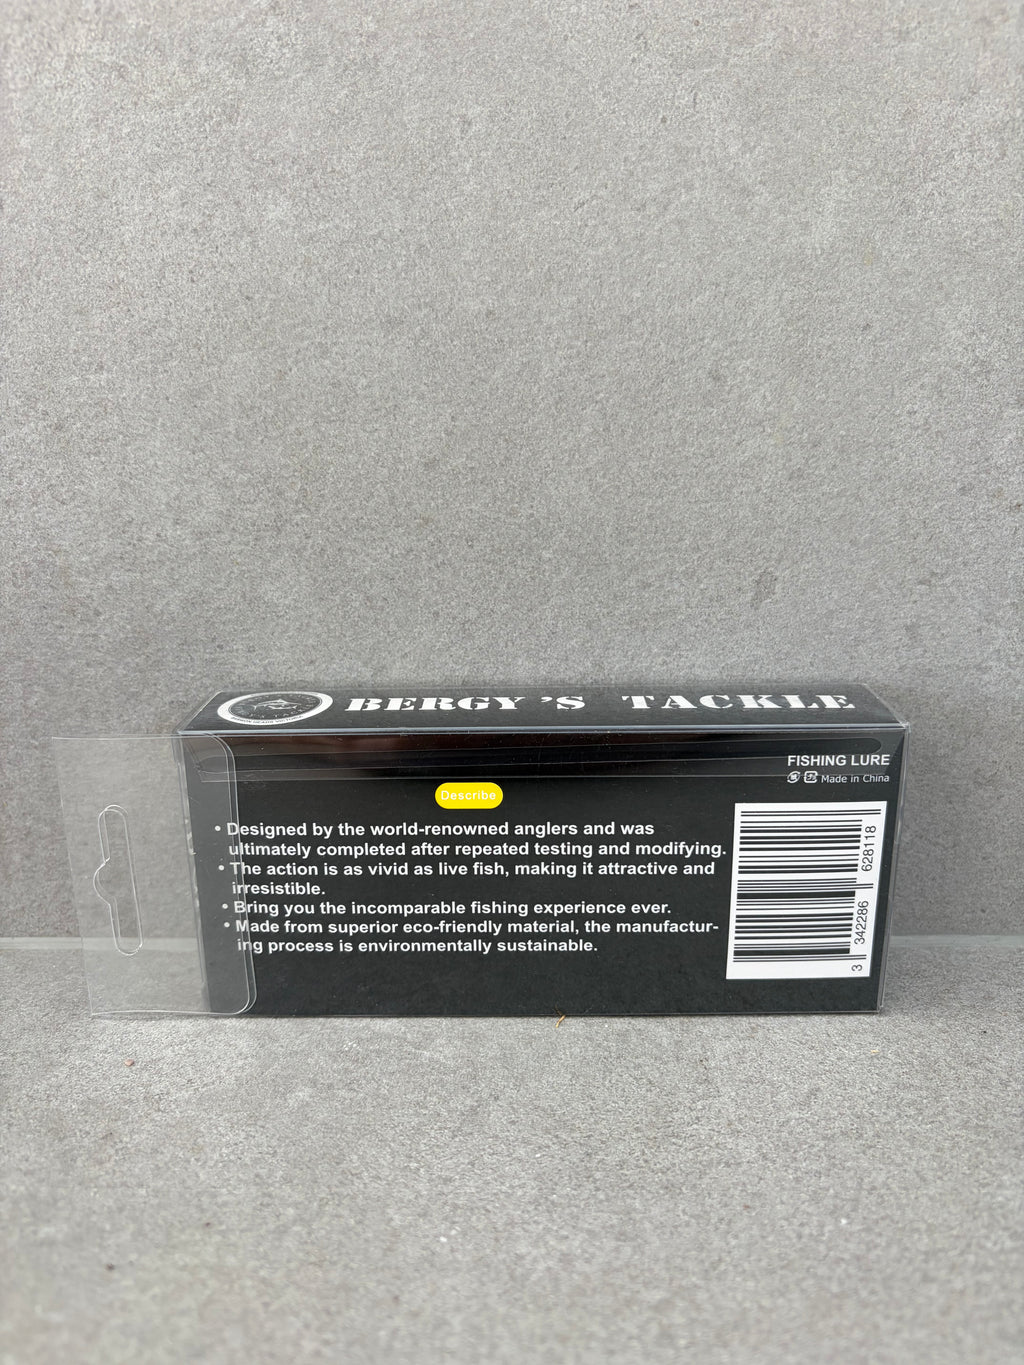 BERGY 'S TACKLE
FISHING LURE
Made in China
Describe
• Designed by the world-renowned anglers and was
ultimately completed after repeated testing and modifying.
• The action is as vivid as live fish, making it attractive and
irresistible.
• Bring you the incomparable fishing experience ever.
• Made from superior eco-friendly material, the manufactur-
ing process is environmentally sustainable.
3 342286 628118